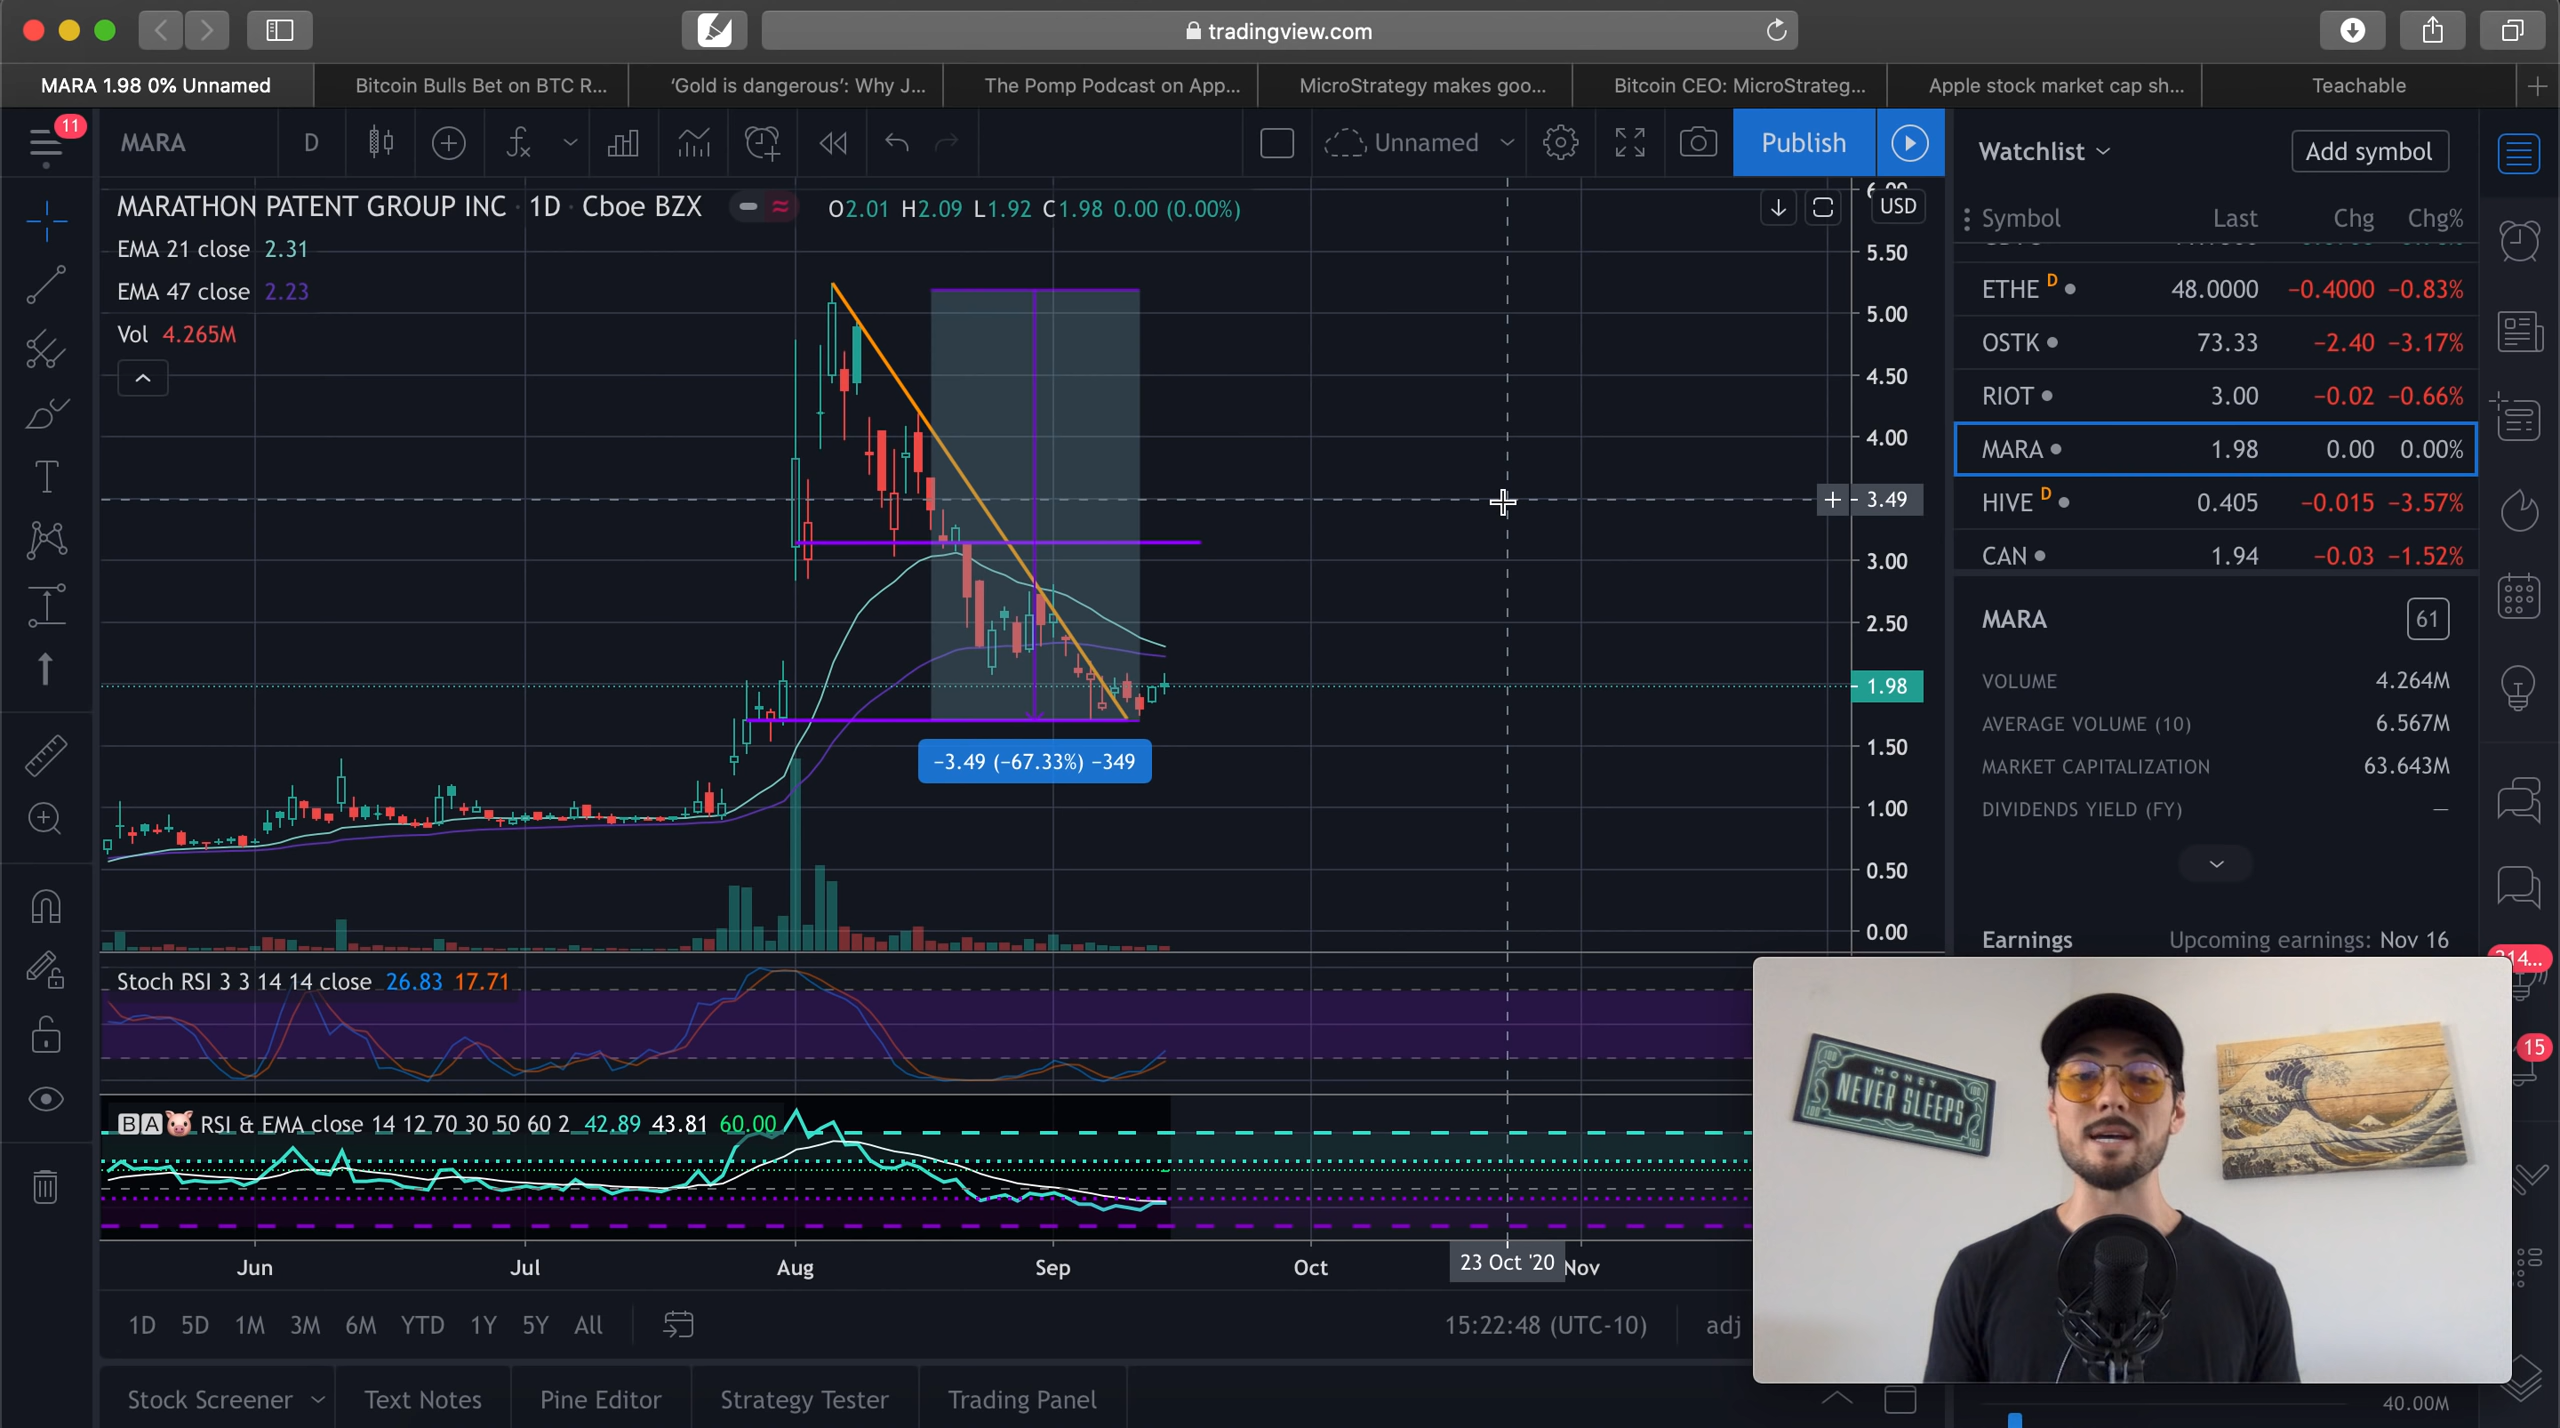 tradingview.com
MARA 1.98 0% Unnamed
Bitcoin Bulls Bet on BTC R...
‘Gold is dangerous’: Why J...
The Pomp Podcast on App...
MicroStrategy makes goo...
Bitcoin CEO: MicroStrateg...
Apple stock market cap sh...
Teachable
11
MARA
D
Unnamed
Publish
MARATHON PATENT GROUP INC · 1D · Cboe BZX
O2.01 H2.09 L1.92 C1.98 0.00 (0.00%)
EMA 21 close 2.31
EMA 47 close 2.23
Vol 4.265M
USD
5.50
5.00
4.50
4.00
3.49
3.00
2.50
1.98
1.50
1.00
0.50
0.00
−3.49 (−67.33%) −349
Stoch RSI 3 3 14 14 close 26.83 17.71
BA🐷 RSI & EMA close 14 12 70 30 50 60 2 42.89 43.81 60.00
Jun Jul Aug Sep Oct 23 Oct '20 Nov
1D 5D 1M 3M 6M YTD 1Y 5Y All
15:22:48 (UTC-10)
adj
Stock Screener
Text Notes
Pine Editor
Strategy Tester
Trading Panel
Watchlist
Add symbol
Symbol Last Chg Chg%
ETHE D 48.0000 −0.4000 −0.83%
OSTK 73.33 −2.40 −3.17%
RIOT 3.00 −0.02 −0.66%
MARA 1.98 0.00 0.00%
HIVE D 0.405 −0.015 −3.57%
CAN 1.94 −0.03 −1.52%
MARA
61
VOLUME 4.264M
AVERAGE VOLUME (10) 6.567M
MARKET CAPITALIZATION 63.643M
DIVIDENDS YIELD (FY) —
Earnings
Upcoming earnings: Nov 16
15
MONEY
NEVER SLEEPS
100
40.00M